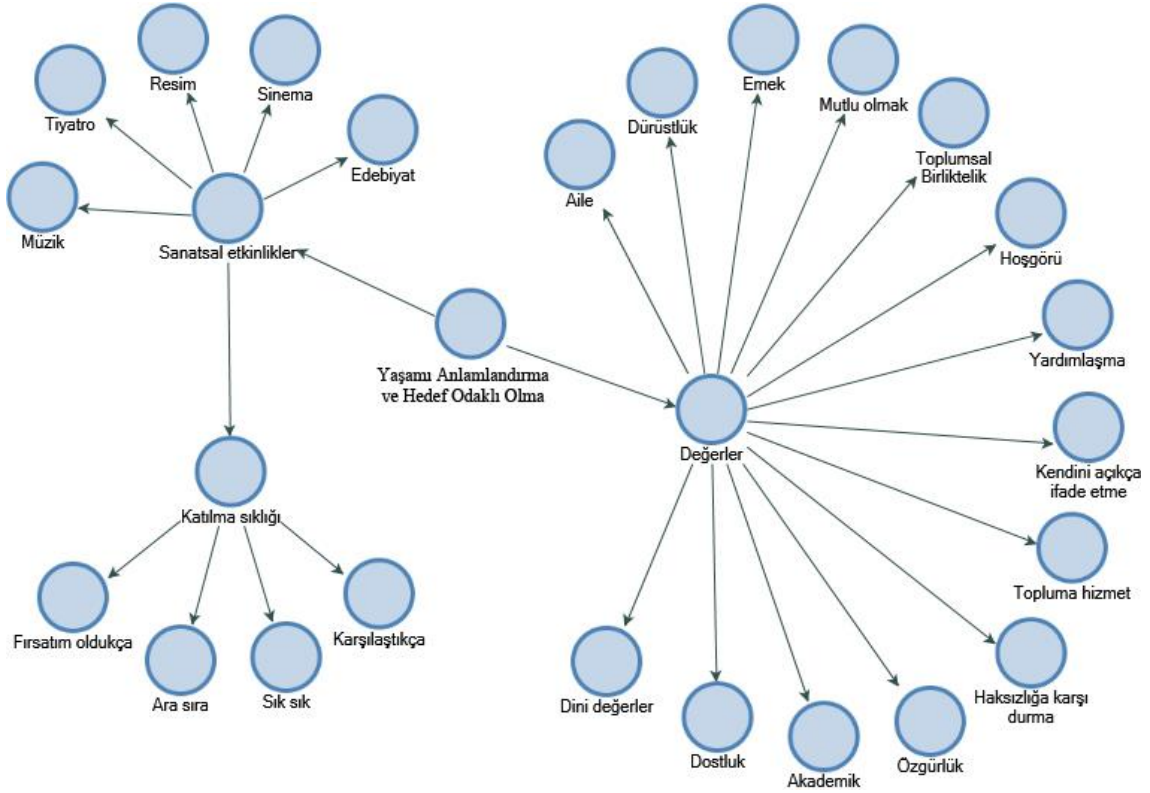 Resim
Sinema
Tiyatro
Edebiyat
Müzik
Sanatsal etkinlikler
Emek
Mutlu olmak
Dürüstlük
Toplumsal
Birliktelik
Aile
Hoşgörü
Yardımlaşma
Yaşamı Anlamlandırma
ve Hedef Odaklı Olma
Değerler
Kendini açıkça
ifade etme
Topluma hizmet
Haksızlığa karşı
durma
Özgürlük
Akademik
Dostluk
Dini değerler
Katılma sıklığı
Fırsatım oldukça
Ara sıra
Sık sık
Karşılaştıkça